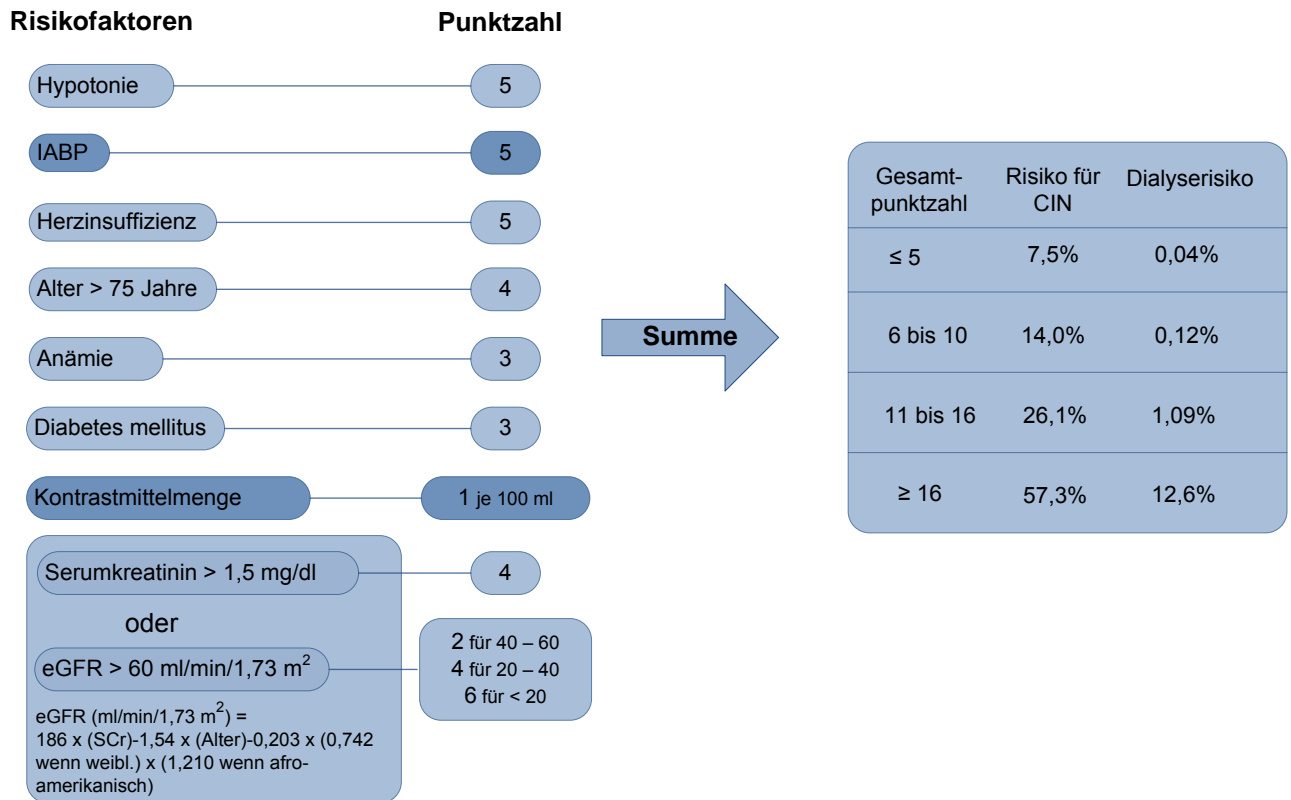 Risikofaktoren Punktzahl
Hypotonie 5
IABP 5
Herzinsuffizienz 5
Alter > 75 Jahre 4
Anämie 3
Diabetes mellitus 3
Kontrastmittelmenge 1 je 100 ml
Serumkreatinin > 1,5 mg/dl 4
oder
eGFR > 60 ml/min/1,73 m²
2 für 40 – 60
4 für 20 – 40
6 für < 20
eGFR (ml/min/1,73 m²) =
186 x (SCr)-1,54 x (Alter)-0,203 x (0,742
wenn weibl.) x (1,210 wenn afro-
amerikanisch)
Summe
Gesamt- Risiko für Dialyserisiko
punktzahl CIN
≤ 5 7,5% 0,04%
6 bis 10 14,0% 0,12%
11 bis 16 26,1% 1,09%
≥ 16 57,3% 12,6%